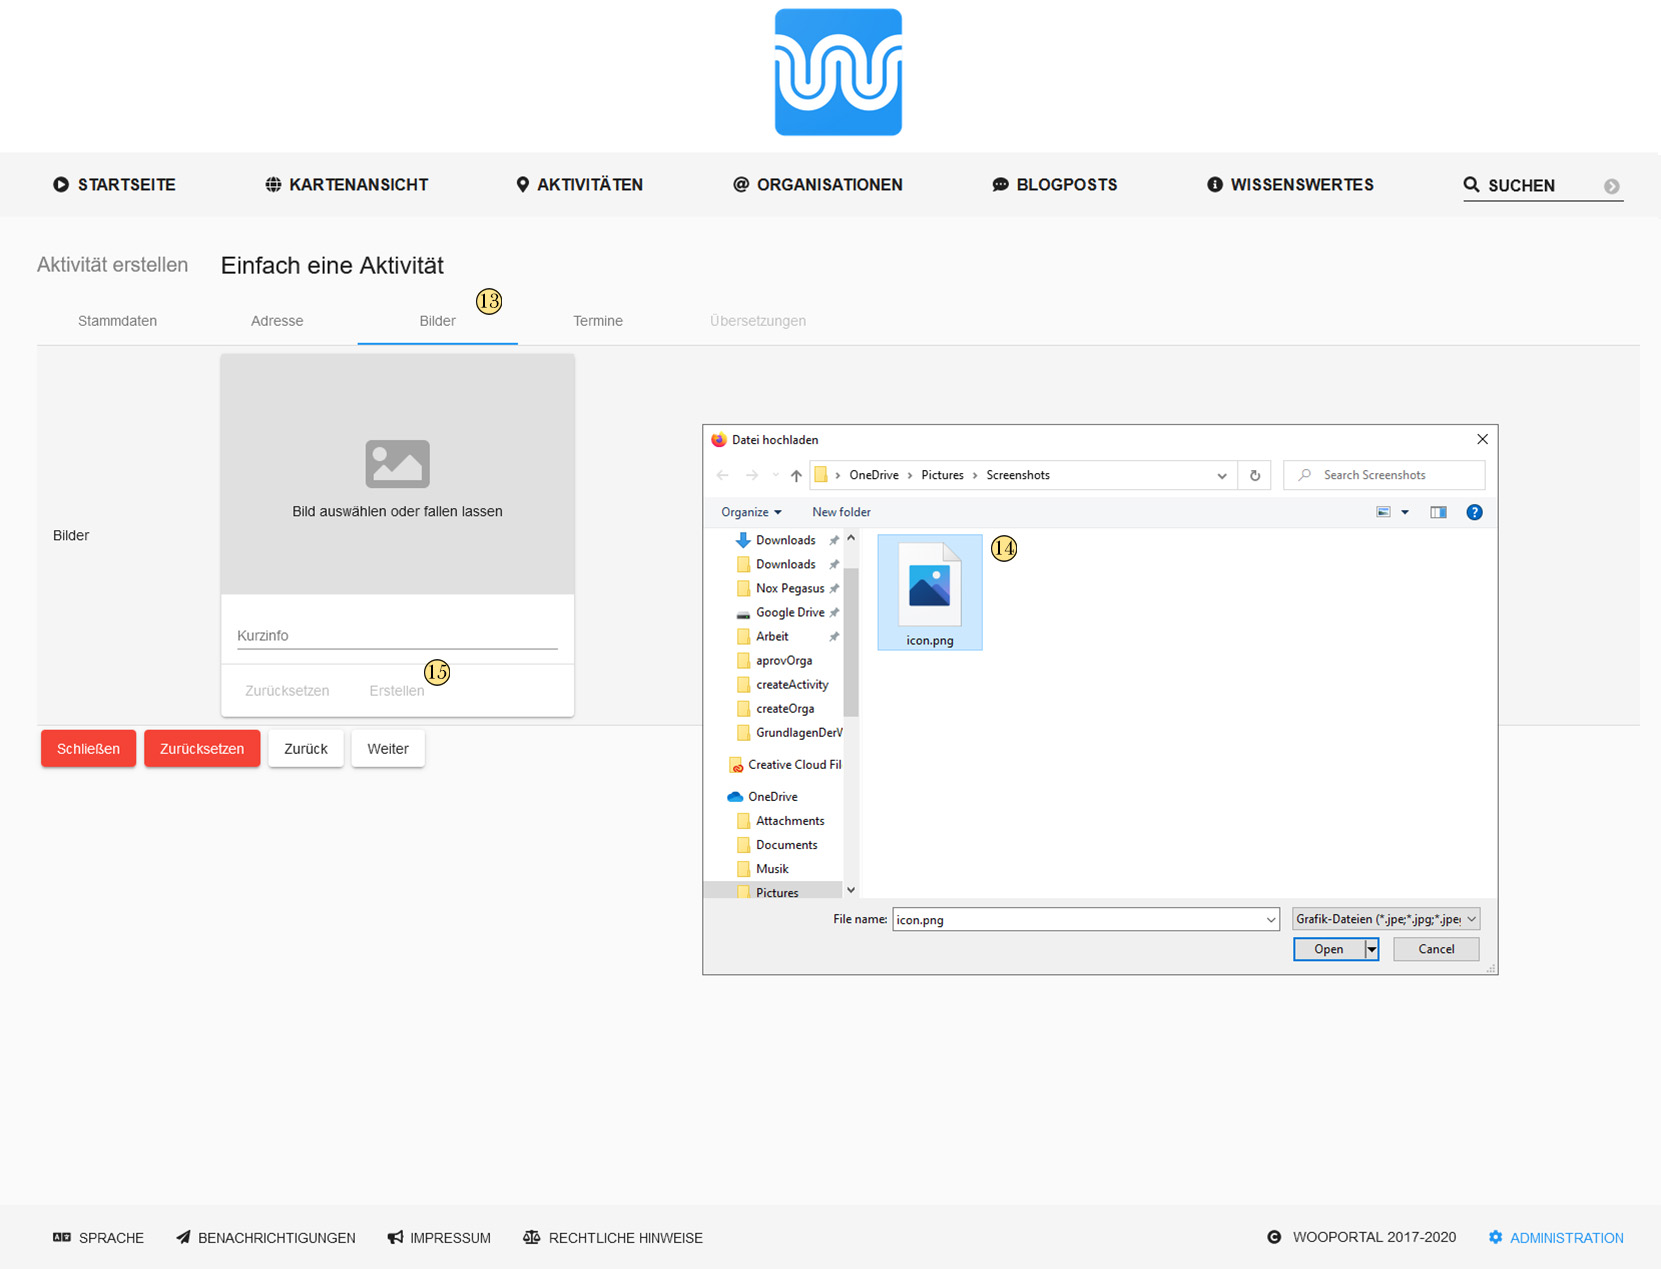 STARTSEITE KARTENANSICHT AKTIVITÄTEN ORGANISATIONEN BLOGPOSTS WISSENSWERTES SUCHEN
Aktivität erstellen Einfach eine Aktivität
13
Stammdaten Adresse Bilder Termine Übersetzungen
Bilder
Bild auswählen oder fallen lassen
Kurzinfo
15
Zurücksetzen Erstellen
Schließen Zurücksetzen Zurück Weiter
Datei hochladen
OneDrive › Pictures › Screenshots Search Screenshots
Organize New folder
Downloads
Downloads
Nox Pegasus
Google Drive
Arbeit
aprovOrga
createActivity
createOrga
GrundlagenDerV
Creative Cloud Fil
OneDrive
Attachments
Documents
Musik
Pictures
14
icon.png
File name: icon.png Grafik-Dateien (*.jpe;*.jpg;*.jpe
Open Cancel
SPRACHE BENACHRICHTIGUNGEN IMPRESSUM RECHTLICHE HINWEISE WOOPORTAL 2017-2020 ADMINISTRATION